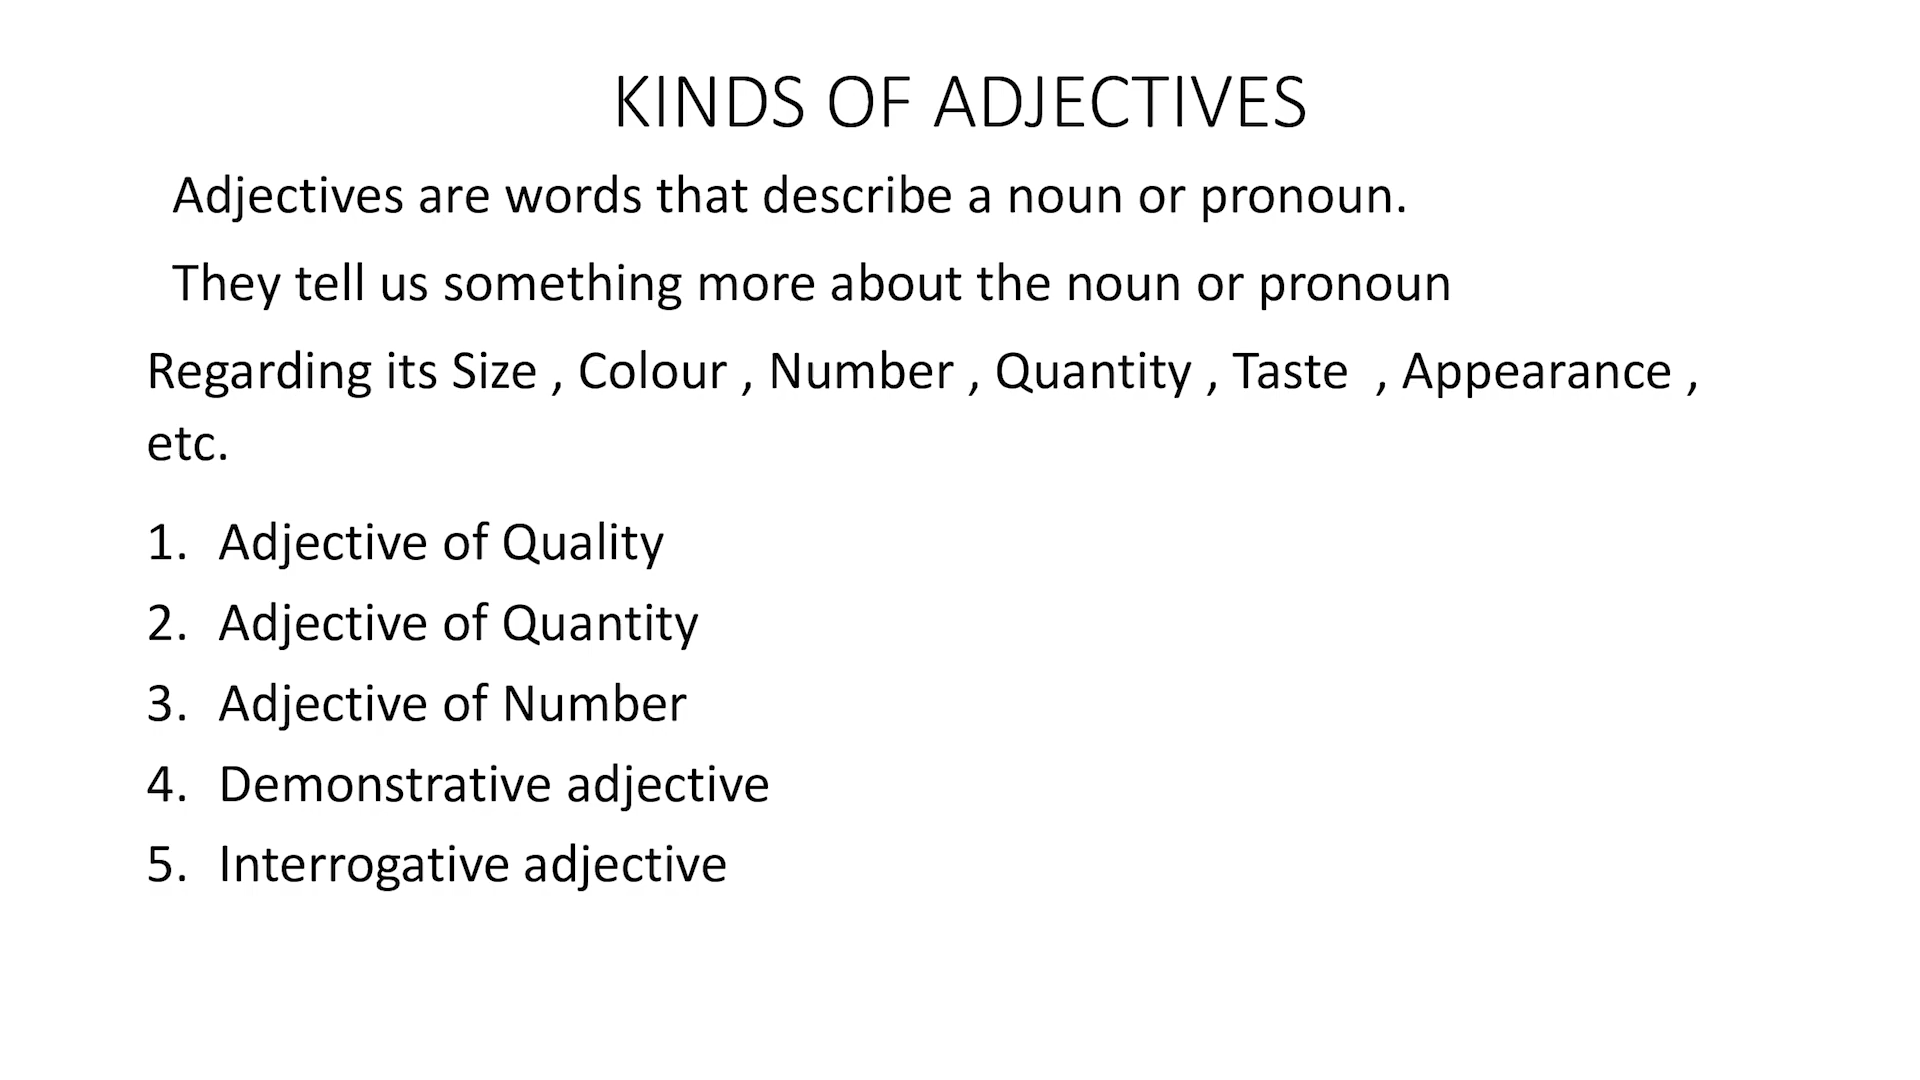 KINDS OF ADJECTIVES
Adjectives are words that describe a noun or pronoun.
They tell us something more about the noun or pronoun
Regarding its Size , Colour , Number , Quantity , Taste  , Appearance ,
etc.
1. Adjective of Quality
2. Adjective of Quantity
3. Adjective of Number
4. Demonstrative adjective
5. Interrogative adjective